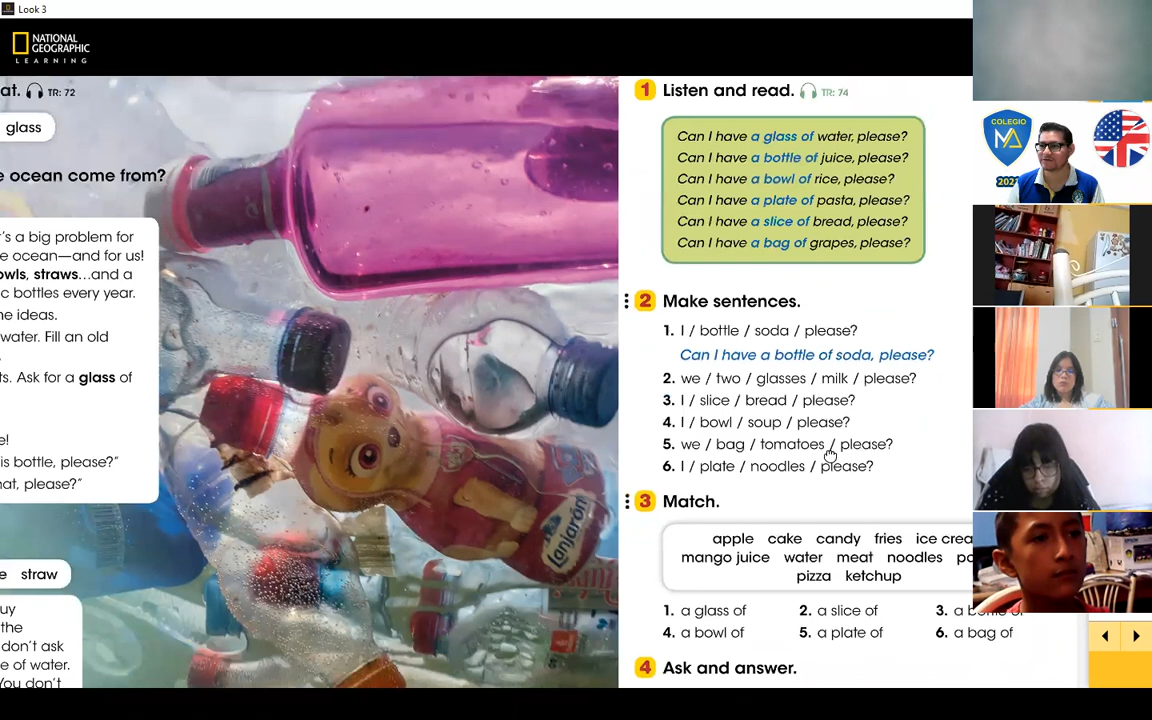 Look 3
NATIONAL
GEOGRAPHIC
LEARNING
at. TR: 72
glass
e ocean come from?
's a big problem for
e ocean—and for us!
owls, straws...and a
c bottles every year.
ne ideas.
water. Fill an old
ts. Ask for a glass of
e!
is bottle, please?"
nat, please?"
e straw
uy
the
don't ask
e of water.
You don't
Lanjarón
1 Listen and read. TR: 74
Can I have a glass of water, please?
Can I have a bottle of juice, please?
Can I have a bowl of rice, please?
Can I have a plate of pasta, please?
Can I have a slice of bread, please?
Can I have a bag of grapes, please?
2 Make sentences.
1. I / bottle / soda / please?
Can I have a bottle of soda, please?
2. we / two / glasses / milk / please?
3. I / slice / bread / please?
4. I / bowl / soup / please?
5. we / bag / tomatoes / please?
6. I / plate / noodles / please?
3 Match.
apple cake candy fries ice crea
mango juice water meat noodles po
pizza ketchup
1. a glass of 2. a slice of 3. a b
4. a bowl of 5. a plate of 6. a bag of
4 Ask and answer.
COLEGIO
MA